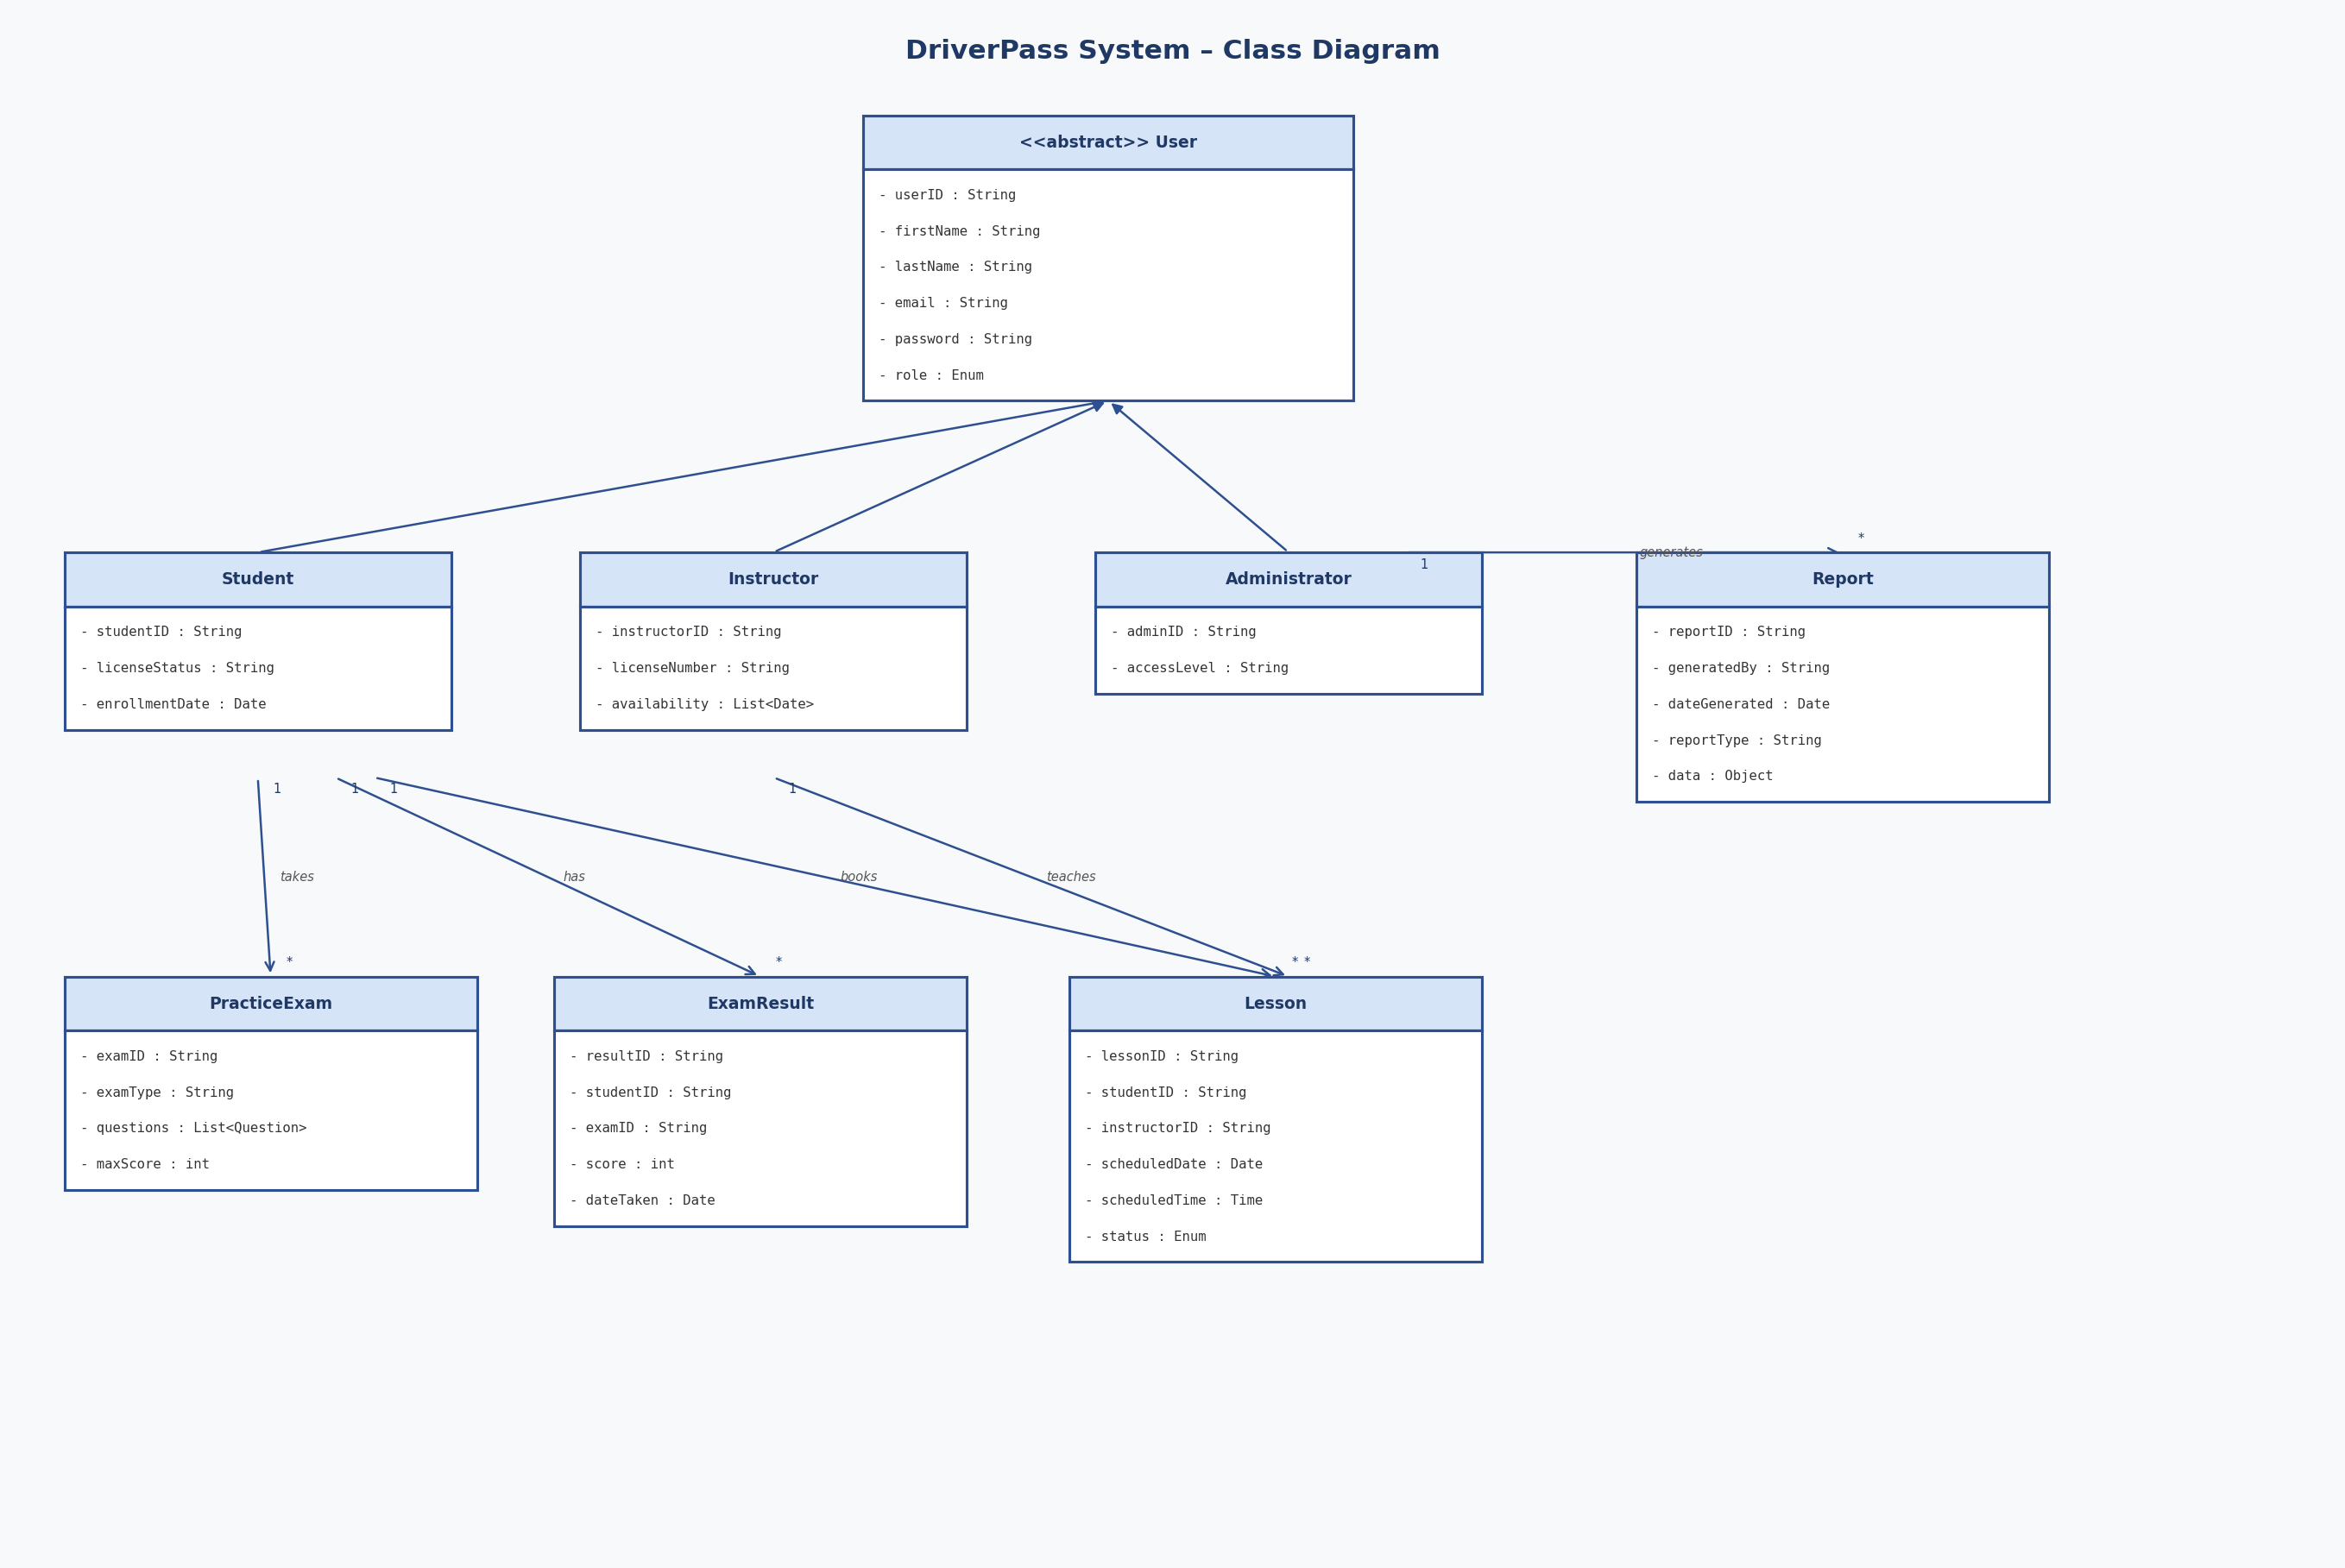 DriverPass System – Class Diagram
<<abstract>> User
- userID : String
- firstName : String
- lastName : String
- email : String
- password : String
- role : Enum
Student
- studentID : String
- licenseStatus : String
- enrollmentDate : Date
Instructor
- instructorID : String
- licenseNumber : String
- availability : List<Date>
Administrator
- adminID : String
- accessLevel : String
1
generates
*
Report
- reportID : String
- generatedBy : String
- dateGenerated : Date
- reportType : String
- data : Object
1
1
1
1
takes
has
books
teaches
*
*
* *
PracticeExam
- examID : String
- examType : String
- questions : List<Question>
- maxScore : int
ExamResult
- resultID : String
- studentID : String
- examID : String
- score : int
- dateTaken : Date
Lesson
- lessonID : String
- studentID : String
- instructorID : String
- scheduledDate : Date
- scheduledTime : Time
- status : Enum